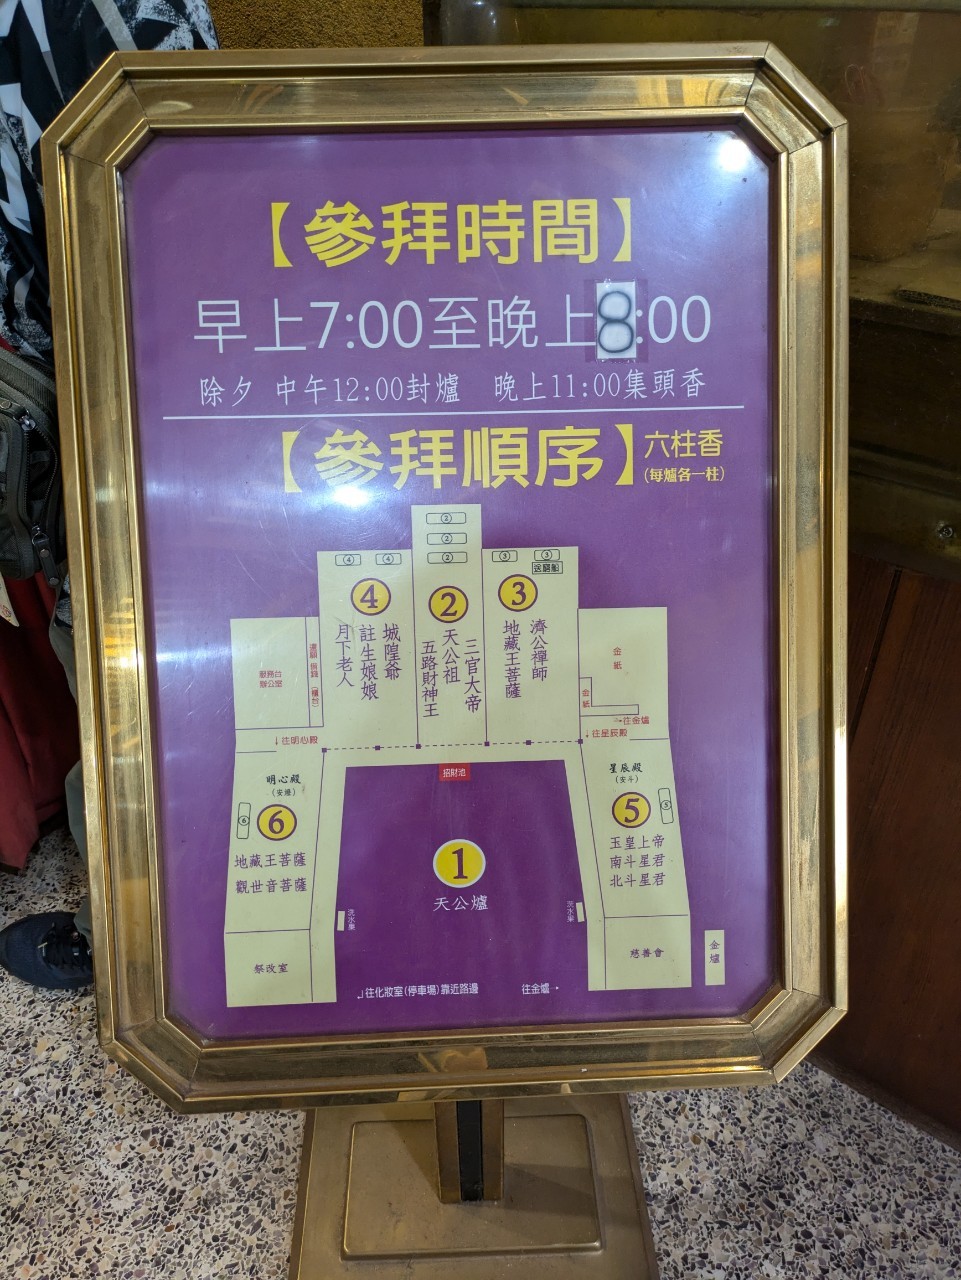 【參拜時間】
早上7:00至晚上8:00
除夕 中午12:00封爐 晚上11:00集頭香
【參拜順序】六柱香
(每爐各一柱)
②
②
②
④ ④
③ ③
送窮船
④
②
③
城隍爺
註生娘娘
月下老人
三官大帝
天公祖
五路財神王
濟公禪師
地藏王菩薩
服務台
辦公室
金紙
金紙
→往金爐
↓往明心殿
↓往星辰殿
招財池
明心殿
(安燈)
⑥
⑥
地藏王菩薩
觀世音菩薩
星辰殿
(安斗)
⑤
⑤
玉皇上帝
南斗星君
北斗星君
①
天公爐
洗水果
洗水果
祭改室
慈善會
金爐
往化妝室(停車場)靠近路邊
往金爐